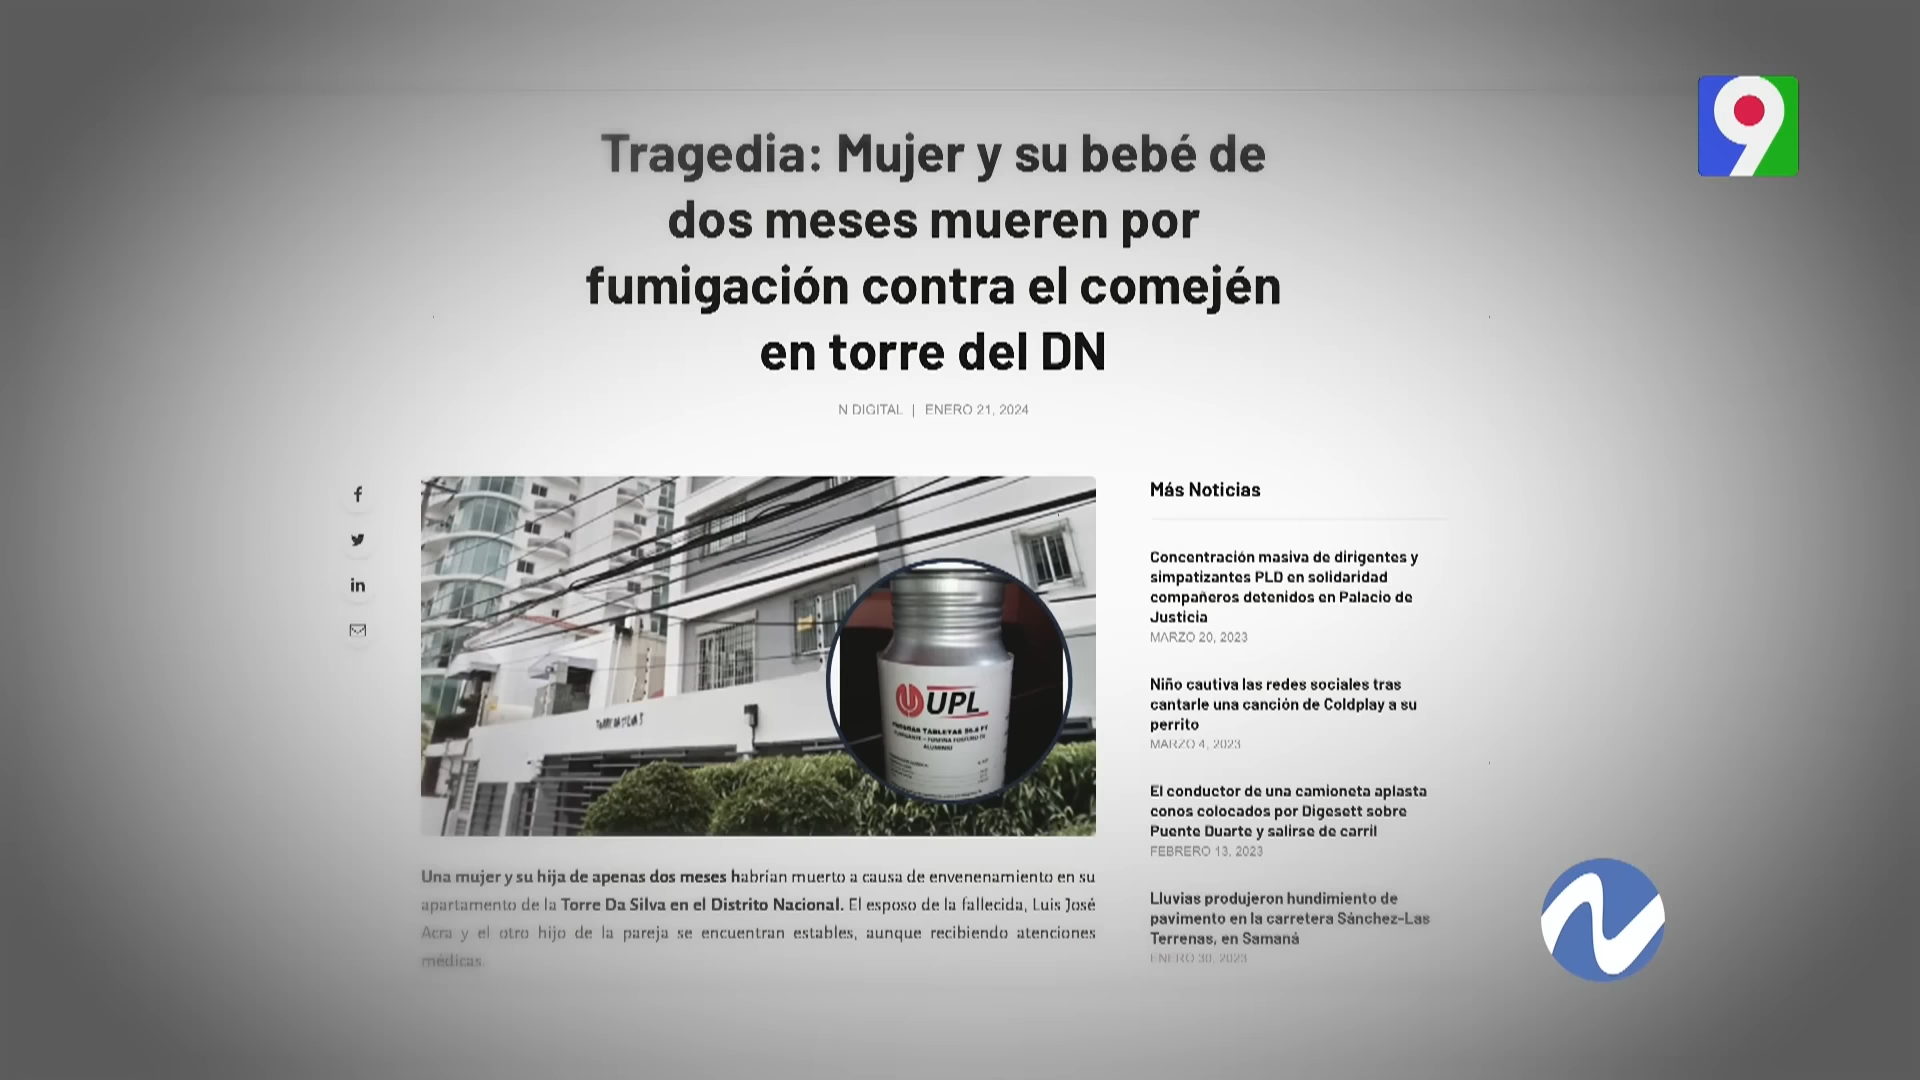 9
Tragedia: Mujer y su bebé de
dos meses mueren por
fumigación contra el comején
en torre del DN
N DIGITAL | ENERO 21, 2024
UPL
ALUMINIO
Una mujer y su hija de apenas dos meses habrían muerto a causa de envenenamiento en su
apartamento de la Torre Da Silva en el Distrito Nacional. El esposo de la fallecida, Luis José
Acra y el otro hijo de la pareja se encuentran estables, aunque recibiendo atenciones
médicas.
Más Noticias
Concentración masiva de dirigentes y
simpatizantes PLD en solidaridad
compañeros detenidos en Palacio de
Justicia
MARZO 20, 2023
Niño cautiva las redes sociales tras
cantarle una canción de Coldplay a su
perrito
MARZO 4, 2023
El conductor de una camioneta aplasta
conos colocados por Digesett sobre
Puente Duarte y salirse de carril
FEBRERO 13, 2023
Lluvias produjeron hundimiento de
pavimento en la carretera Sánchez-Las
Terrenas, en Samaná
ENERO 30, 2023